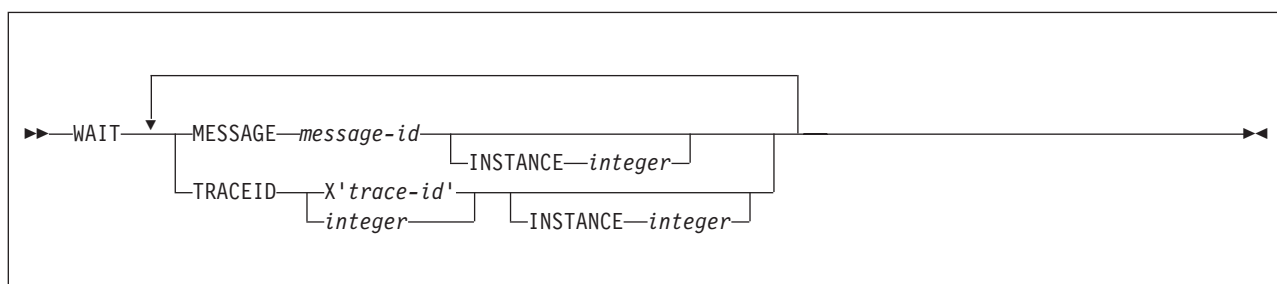 WAIT MESSAGE message-id
INSTANCE integer
TRACEID X'trace-id'
integer INSTANCE integer